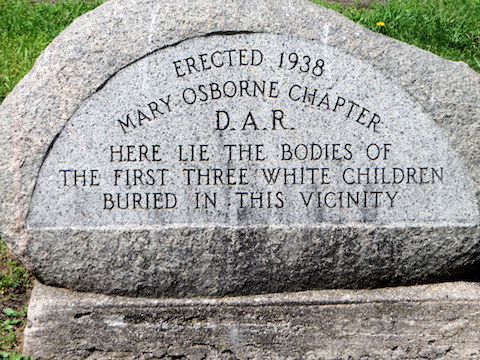 ERECTED 1938
MARY OSBORNE CHAPTER
D.A.R.
HERE LIE THE BODIES OF
THE FIRST THREE WHITE CHILDREN
BURIED IN THIS VICINITY